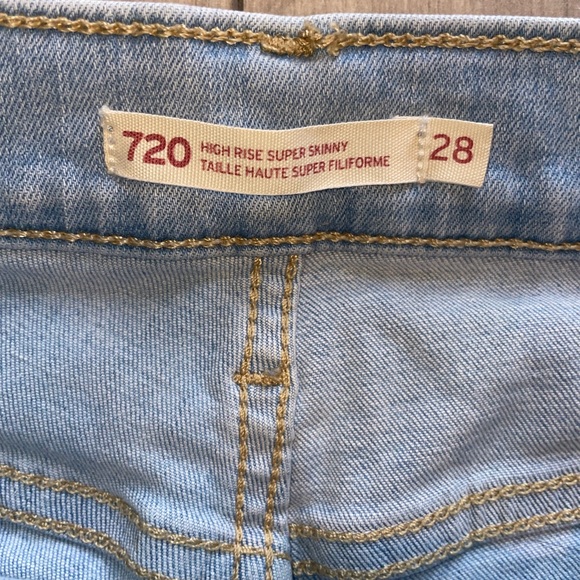 720 HIGH RISE SUPER SKINNY
TAILLE HAUTE SUPER FILIFORME
28